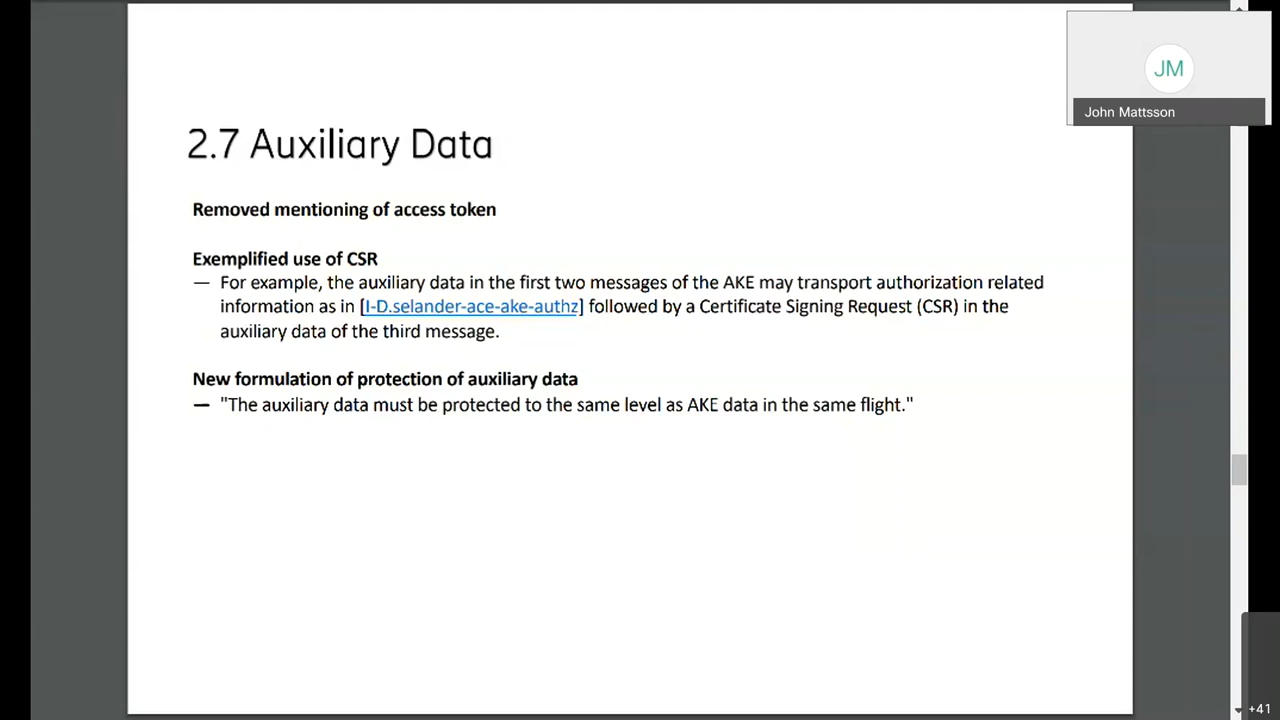 JM
John Mattsson
2.7 Auxiliary Data
Removed mentioning of access token
Exemplified use of CSR
— For example, the auxiliary data in the first two messages of the AKE may transport authorization related
information as in [I-D.selander-ace-ake-authz] followed by a Certificate Signing Request (CSR) in the
auxiliary data of the third message.
New formulation of protection of auxiliary data
— "The auxiliary data must be protected to the same level as AKE data in the same flight."
+41